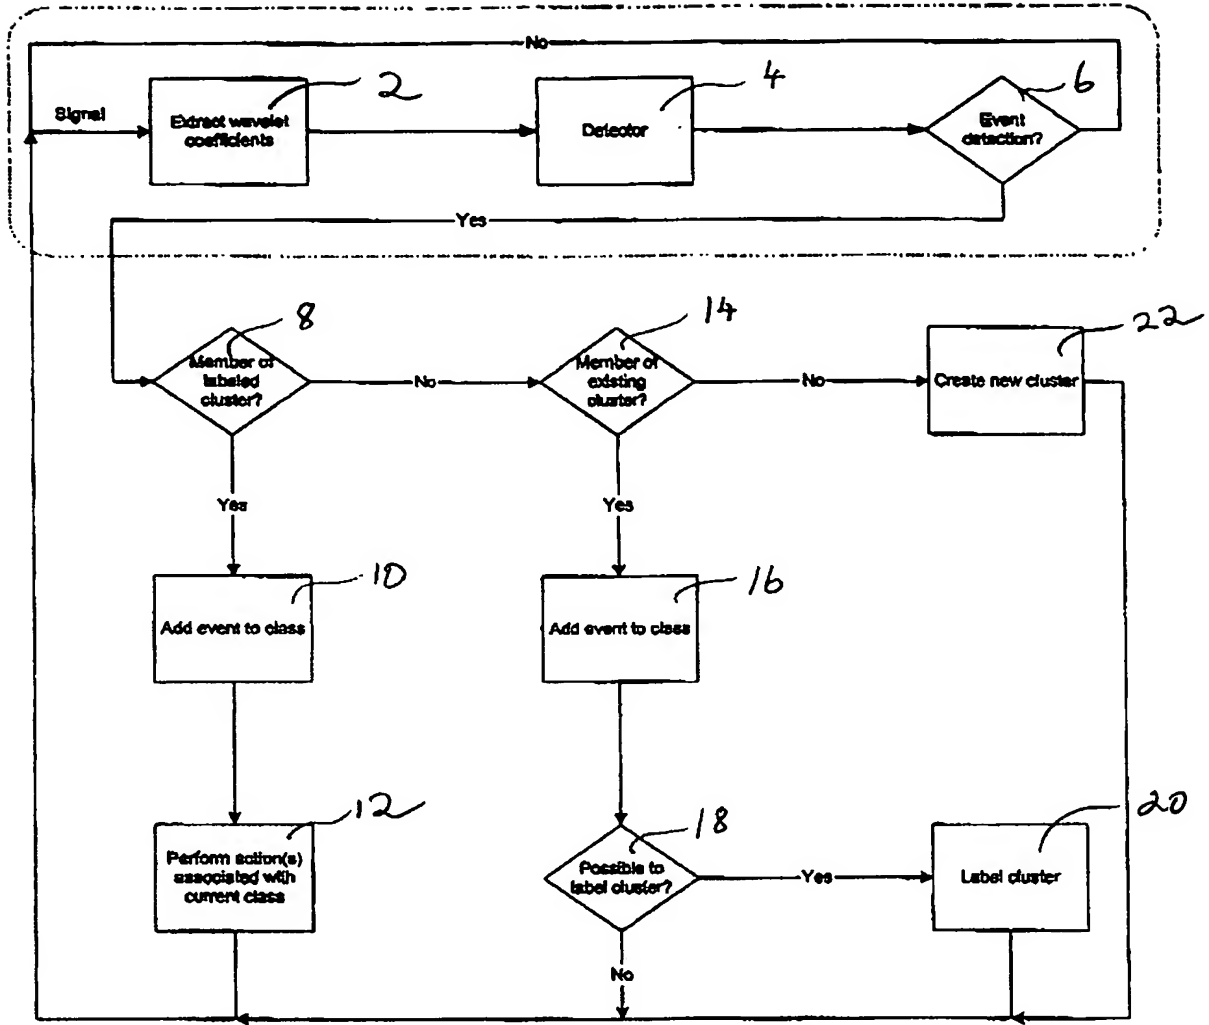 No
Signal
Extract wavelet
coefficients
2
Detector
4
Event
detection?
6
Yes
Member of
labeled
cluster?
8
No
Member of
existing
cluster?
14
No
Create new cluster
22
Yes
Yes
Add event to class
10
Add event to class
16
Perform action(s)
associated with
current class
12
Possible to
label cluster?
18
Yes
Label cluster
20
No